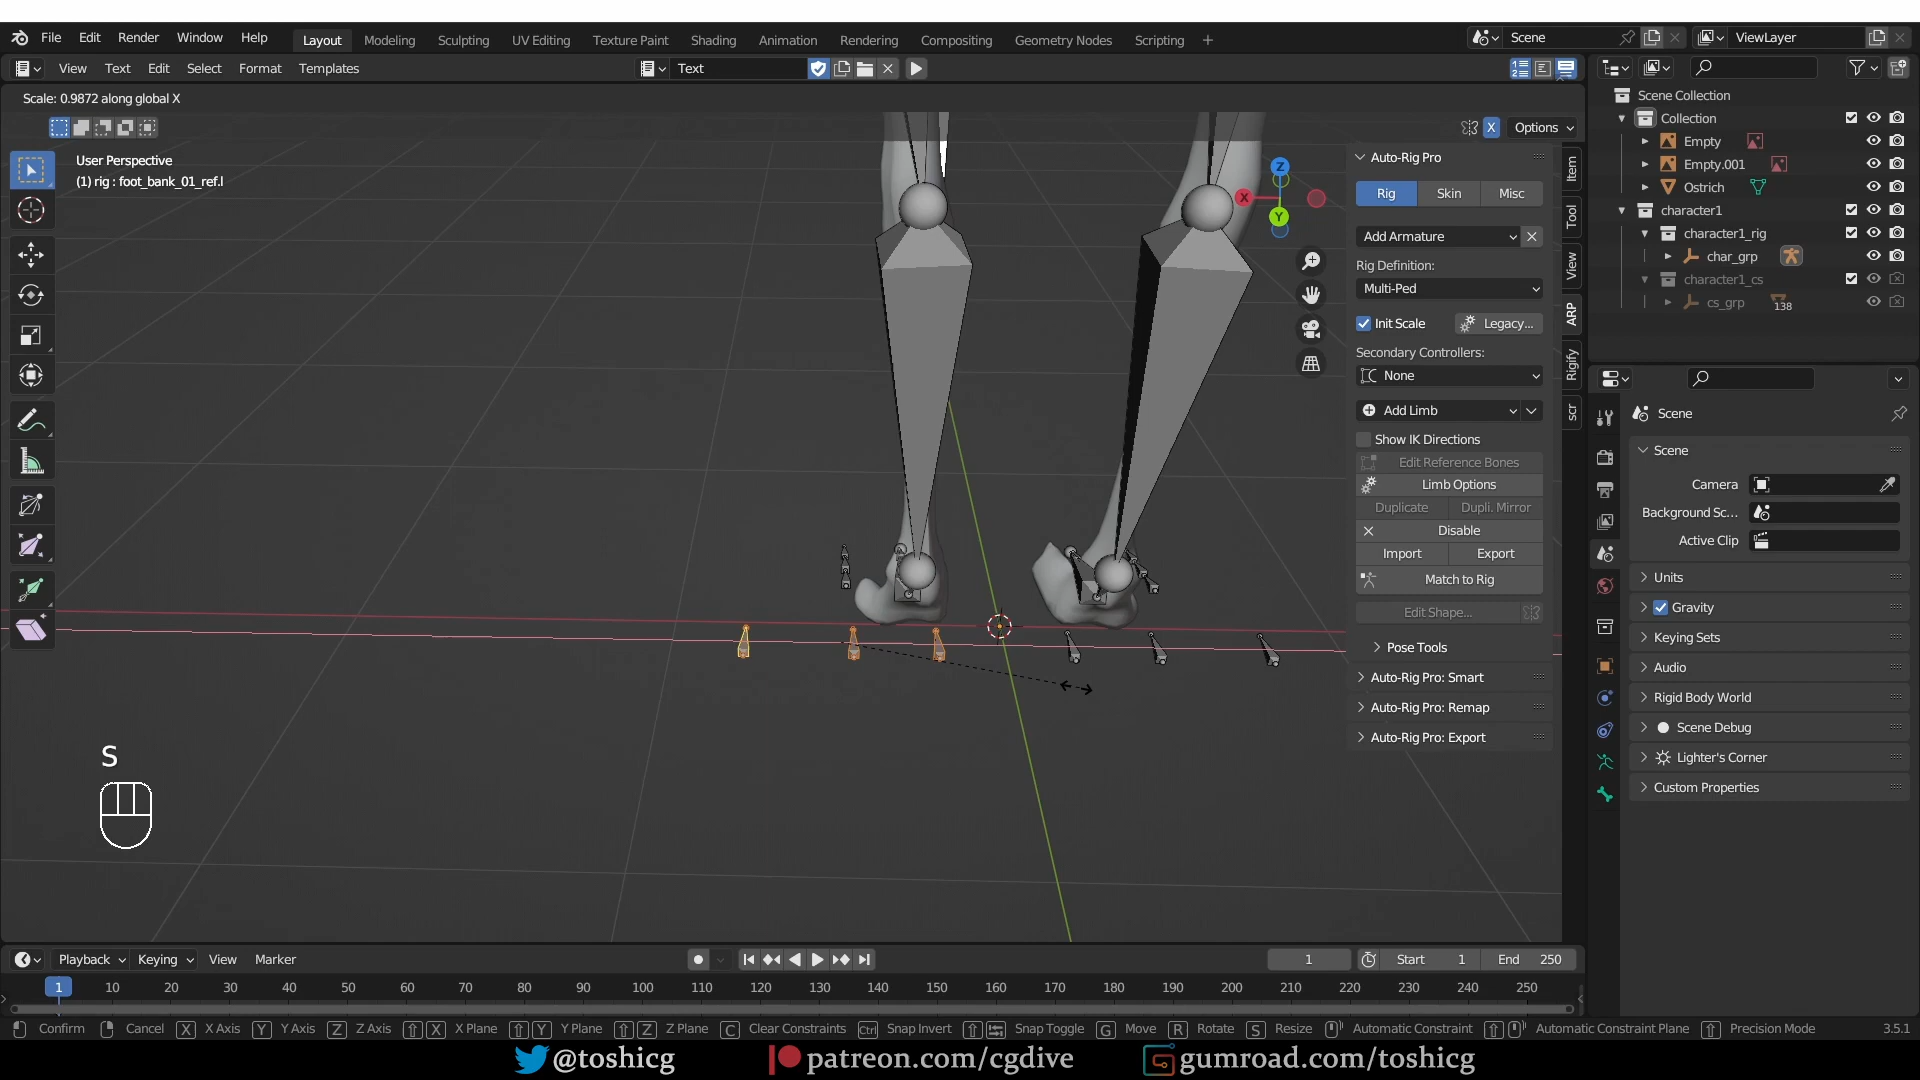 File Edit Render Window Help Layout Modeling Sculpting UV Editing Texture Paint Shading Animation Rendering Compositing Geometry Nodes Scripting + Scene ViewLayer
View Text Edit Select Format Templates Text
Scale: 0.9872 along global X
X Options
User Perspective
(1) rig : foot_bank_01_ref.l
Z
X
Y
Auto-Rig Pro
Rig Skin Misc
Add Armature
Rig Definition:
Multi-Ped
Init Scale Legacy...
Secondary Controllers:
None
Add Limb
Show IK Directions
Edit Reference Bones
Limb Options
Duplicate Dupli. Mirror
Disable
Import Export
Match to Rig
Edit Shape...
Pose Tools
Auto-Rig Pro: Smart
Auto-Rig Pro: Remap
Auto-Rig Pro: Export
Item
Tool
View
ARP
Rigify
scr
Scene Collection
Collection
Empty
Empty.001
Ostrich
character1
character1_rig
char_grp
character1_cs
cs_grp 138
Scene
Scene
Camera
Background Sc...
Active Clip
Units
Gravity
Keying Sets
Audio
Rigid Body World
Scene Debug
Lighter's Corner
Custom Properties
S
Playback Keying View Marker 1 Start 1 End 250
1 10 20 30 40 50 60 70 80 90 100 110 120 130 140 150 160 170 180 190 200 210 220 230 240 250
Confirm Cancel X X Axis Y Y Axis Z Z Axis X X Plane Y Y Plane Z Z Plane C Clear Constraints Ctrl Snap Invert Snap Toggle G Move R Rotate S Resize Automatic Constraint Automatic Constraint Plane Precision Mode 3.5.1
@toshicg patreon.com/cgdive gumroad.com/toshicg